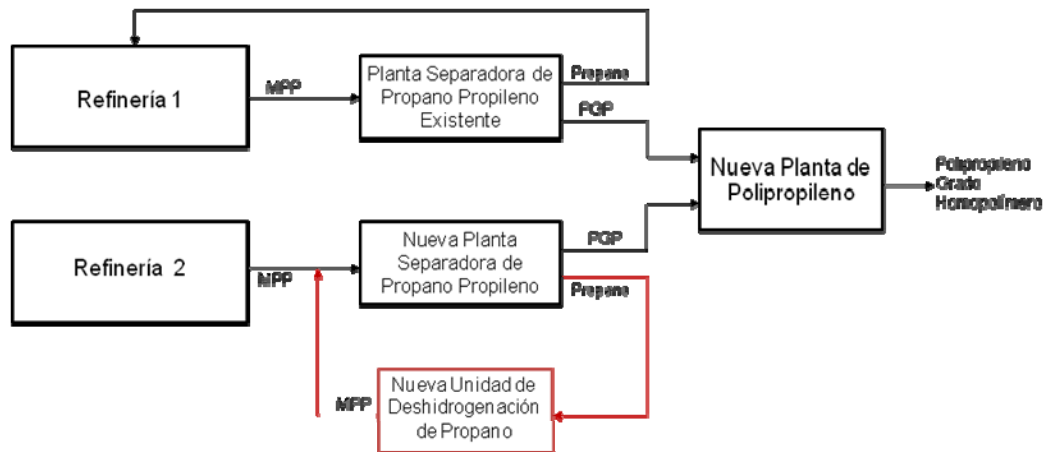 Refinería 1
MPP
Planta Separadora de
Propano Propileno
Existente
Propano
PGP
Nueva Planta de
Polipropileno
Polipropileno
Grado
Homopolímero
Refinería 2
MPP
Nueva Planta
Separadora de
Propano Propileno
PGP
Propano
MPP
Nueva Unidad de
Deshidrogenación
de Propano